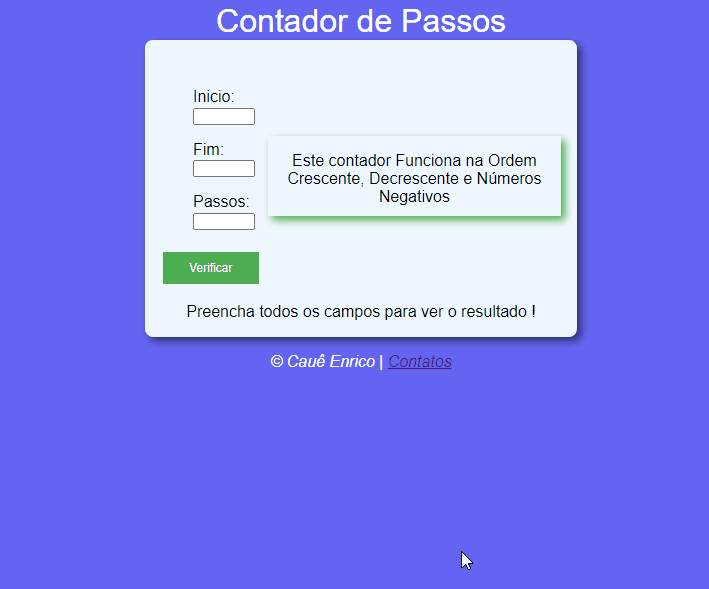 Contador de Passos
Inicio:
Fim:
Passos:
Este contador Funciona na Ordem
Crescente, Decrescente e Números
Negativos
Verificar
Preencha todos os campos para ver o resultado !
© Cauê Enrico | Contatos